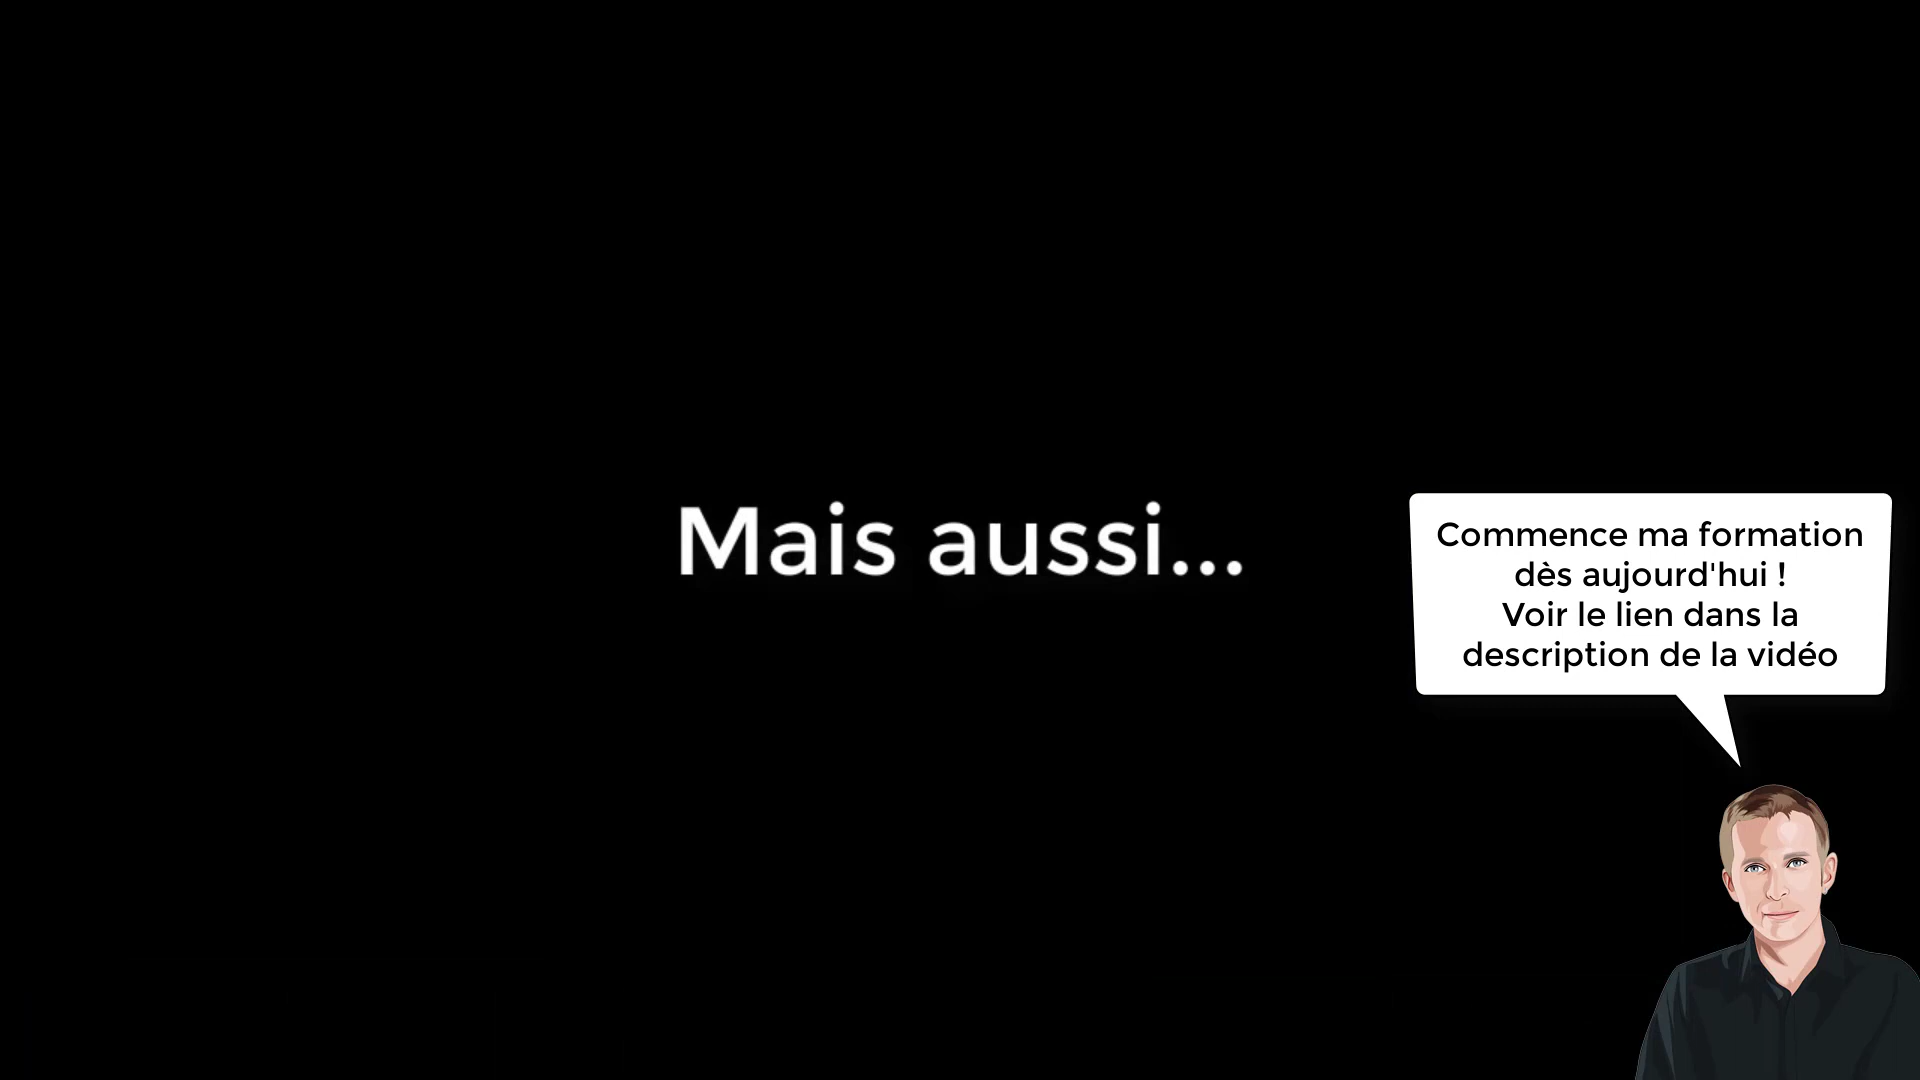 Mais aussi...
Commence ma formation
dès aujourd'hui !
Voir le lien dans la
description de la vidéo